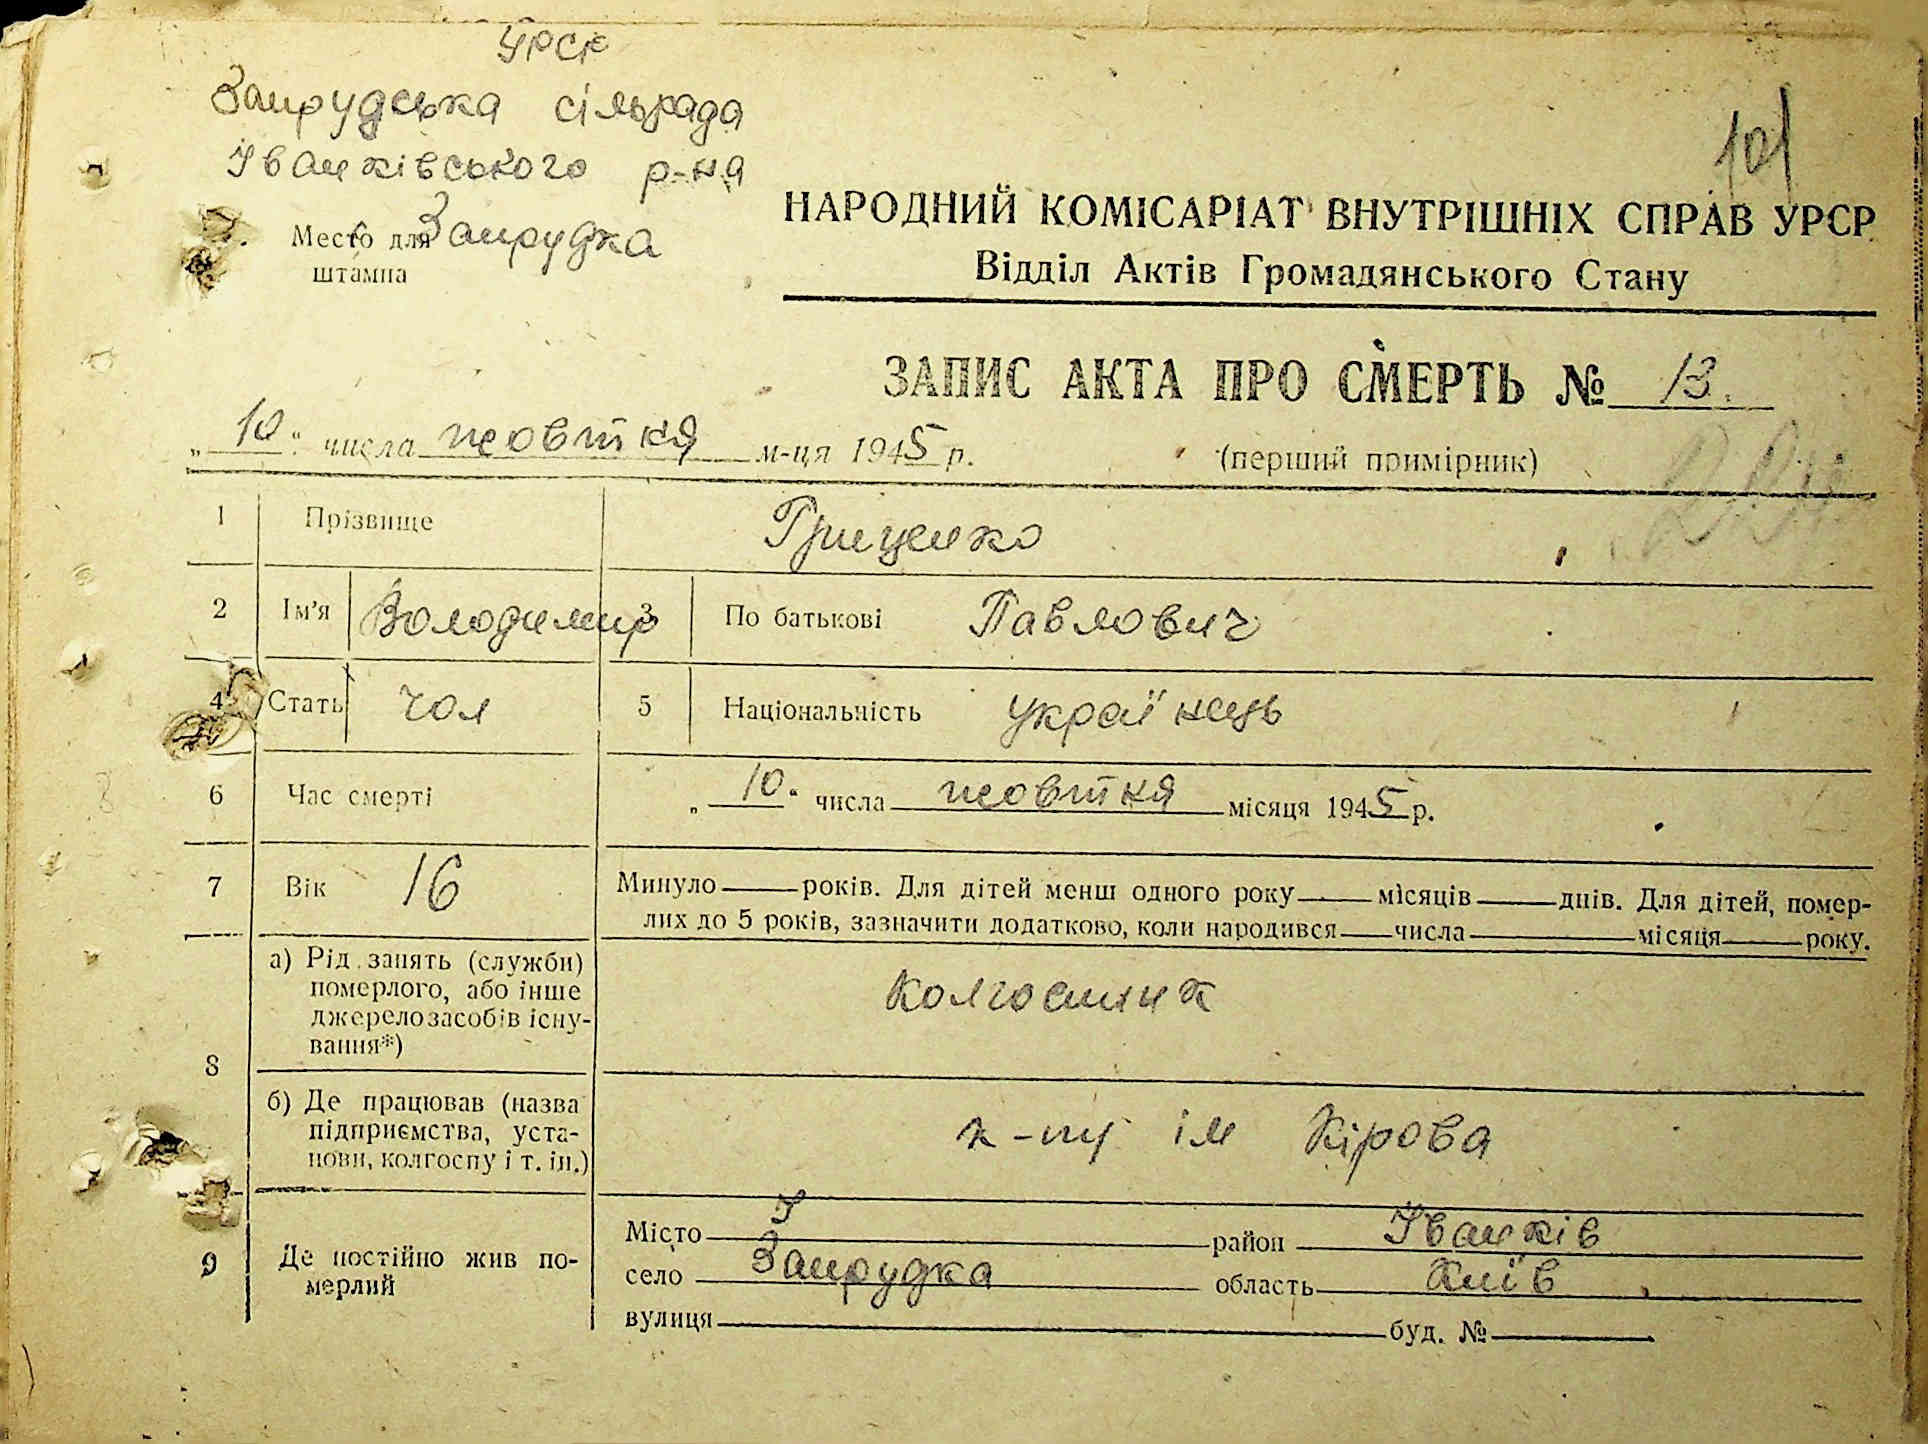 УРСР
Запрудська сільрада
Іванківського р-на
Место для Запрудка
штампа
101
НАРОДНИЙ КОМІСАРІАТ ВНУТРІШНІХ СПРАВ УРСР
Відділ Актів Громадянського Стану
ЗАПИС АКТА ПРО СМЕРТЬ № 13.
„10“ числа жовтня м-ця 1945 р. (перший примірник)
1 Прізвище Гриценко
2 Ім'я Володимир 3 По батькові Павлович
4 Стать чол 5 Національність українець
6 Час смерті „10“ числа жовтня місяця 1945 р.
7 Вік 16 Минуло років. Для дітей менш одного року місяців днів. Для дітей, помер-
лих до 5 років, зазначити додатково, коли народився числа місяця року.
8 а) Рід занять (служби)
померлого, або інше
джерело засобів існу-
вання*)
колгоспник
б) Де працював (назва
підприємства, уста-
нови, колгоспу і т. ін.)
к-пу ім Кірова
9 Де постійно жив по-
мерлий
Місто район Іванків
село Запрудка область Київ
вулиця буд. №